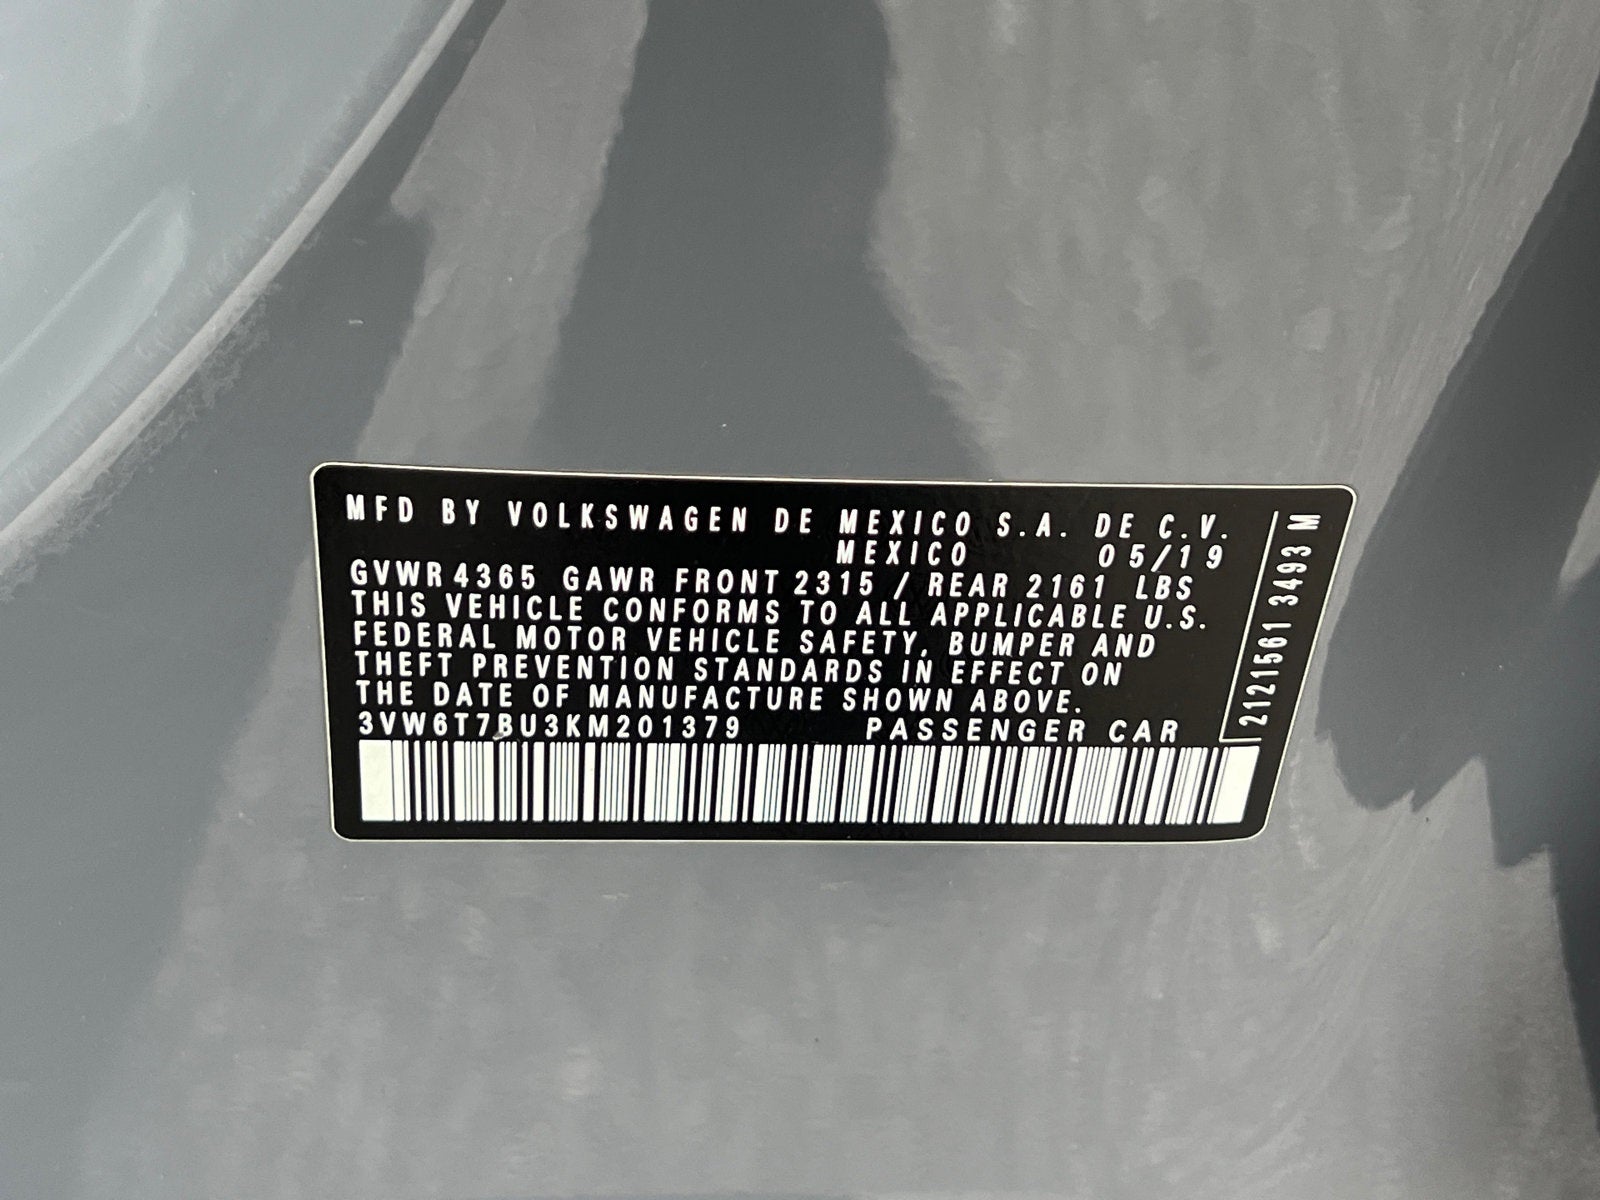 MFD BY VOLKSWAGEN DE MEXICO S.A. DE C.V.
MEXICO 05/19
GVWR 4365 GAWR FRONT 2315 / REAR 2161 LBS
THIS VEHICLE CONFORMS TO ALL APPLICABLE U.S.
FEDERAL MOTOR VEHICLE SAFETY, BUMPER AND
THEFT PREVENTION STANDARDS IN EFFECT ON
THE DATE OF MANUFACTURE SHOWN ABOVE.
3VW6T7BU3KM201379 PASSENGER CAR
2121561 3493 M